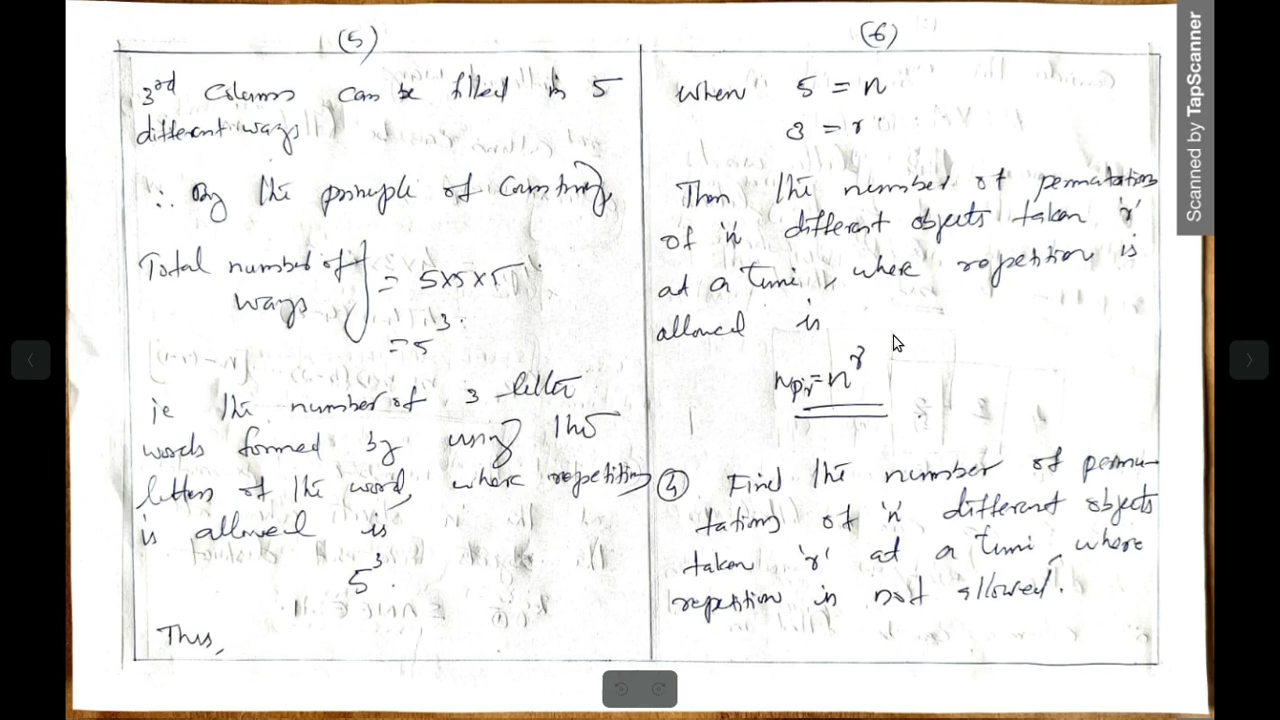 (5)
3rd Column can be filled in 5
different ways
∴ By the principle of Counting
Total number of
ways } = 5×5×5
= 5³
ie the number of 3 letter
words formed by using the
letters of the word, where repetition
is allowed is
5³.
Thus,
(6)
when 5 = n
3 = r.
Then the number of permutations
of 'n' different objects taken 'r'
at a time, where repetition is
allowed is
nPr = n^r
④ Find the number of permu-
tations of 'n' different objects
taken 'r' at a time, where
repetition is not allowed.
Scanned by TapScanner